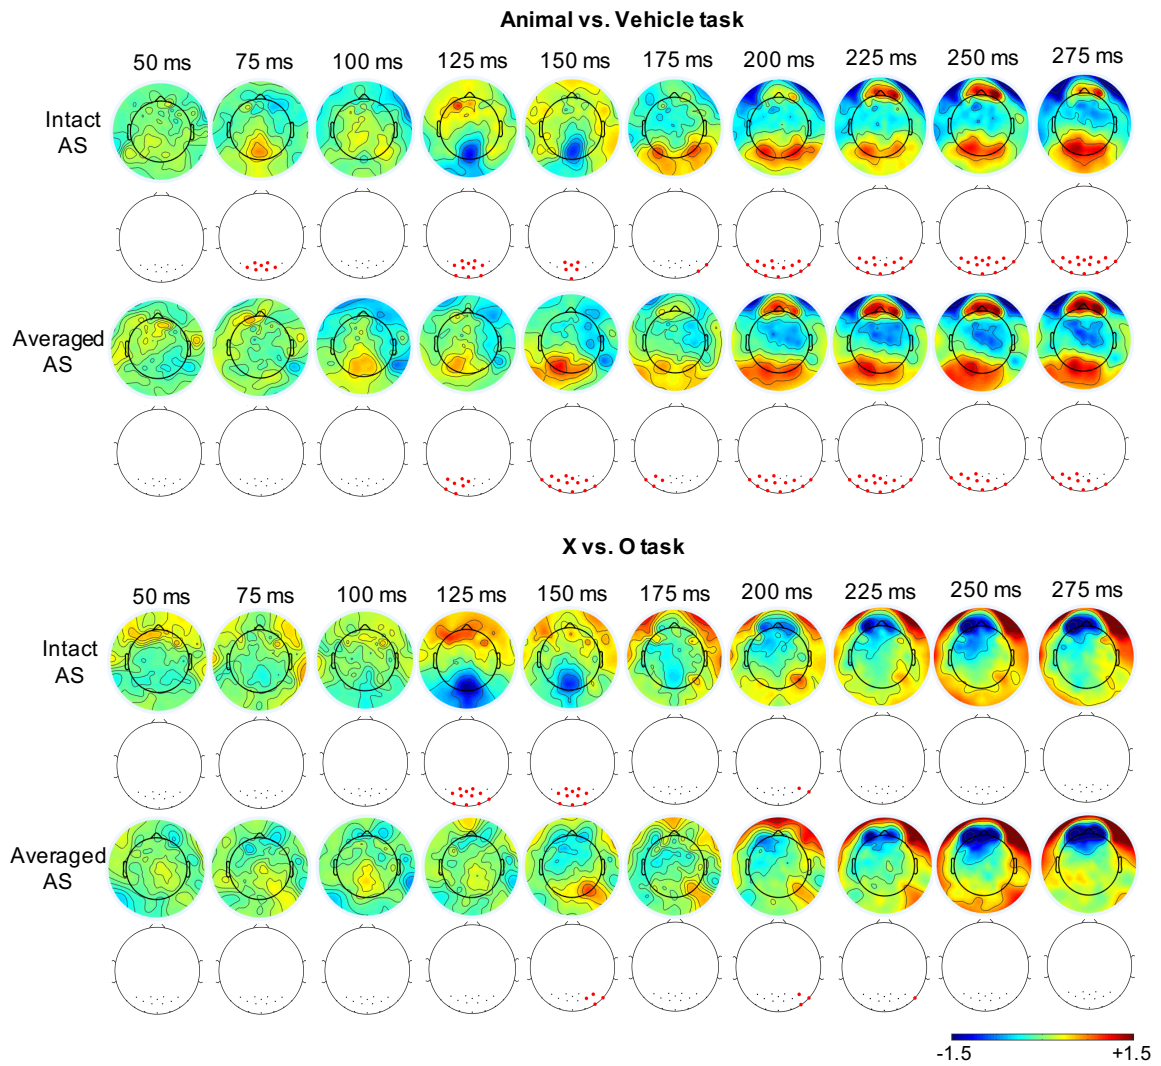 Animal vs. Vehicle task
50 ms 75 ms 100 ms 125 ms 150 ms 175 ms 200 ms 225 ms 250 ms 275 ms
Intact
AS
Averaged
AS
X vs. O task
50 ms 75 ms 100 ms 125 ms 150 ms 175 ms 200 ms 225 ms 250 ms 275 ms
Intact
AS
Averaged
AS
-1.5 +1.5